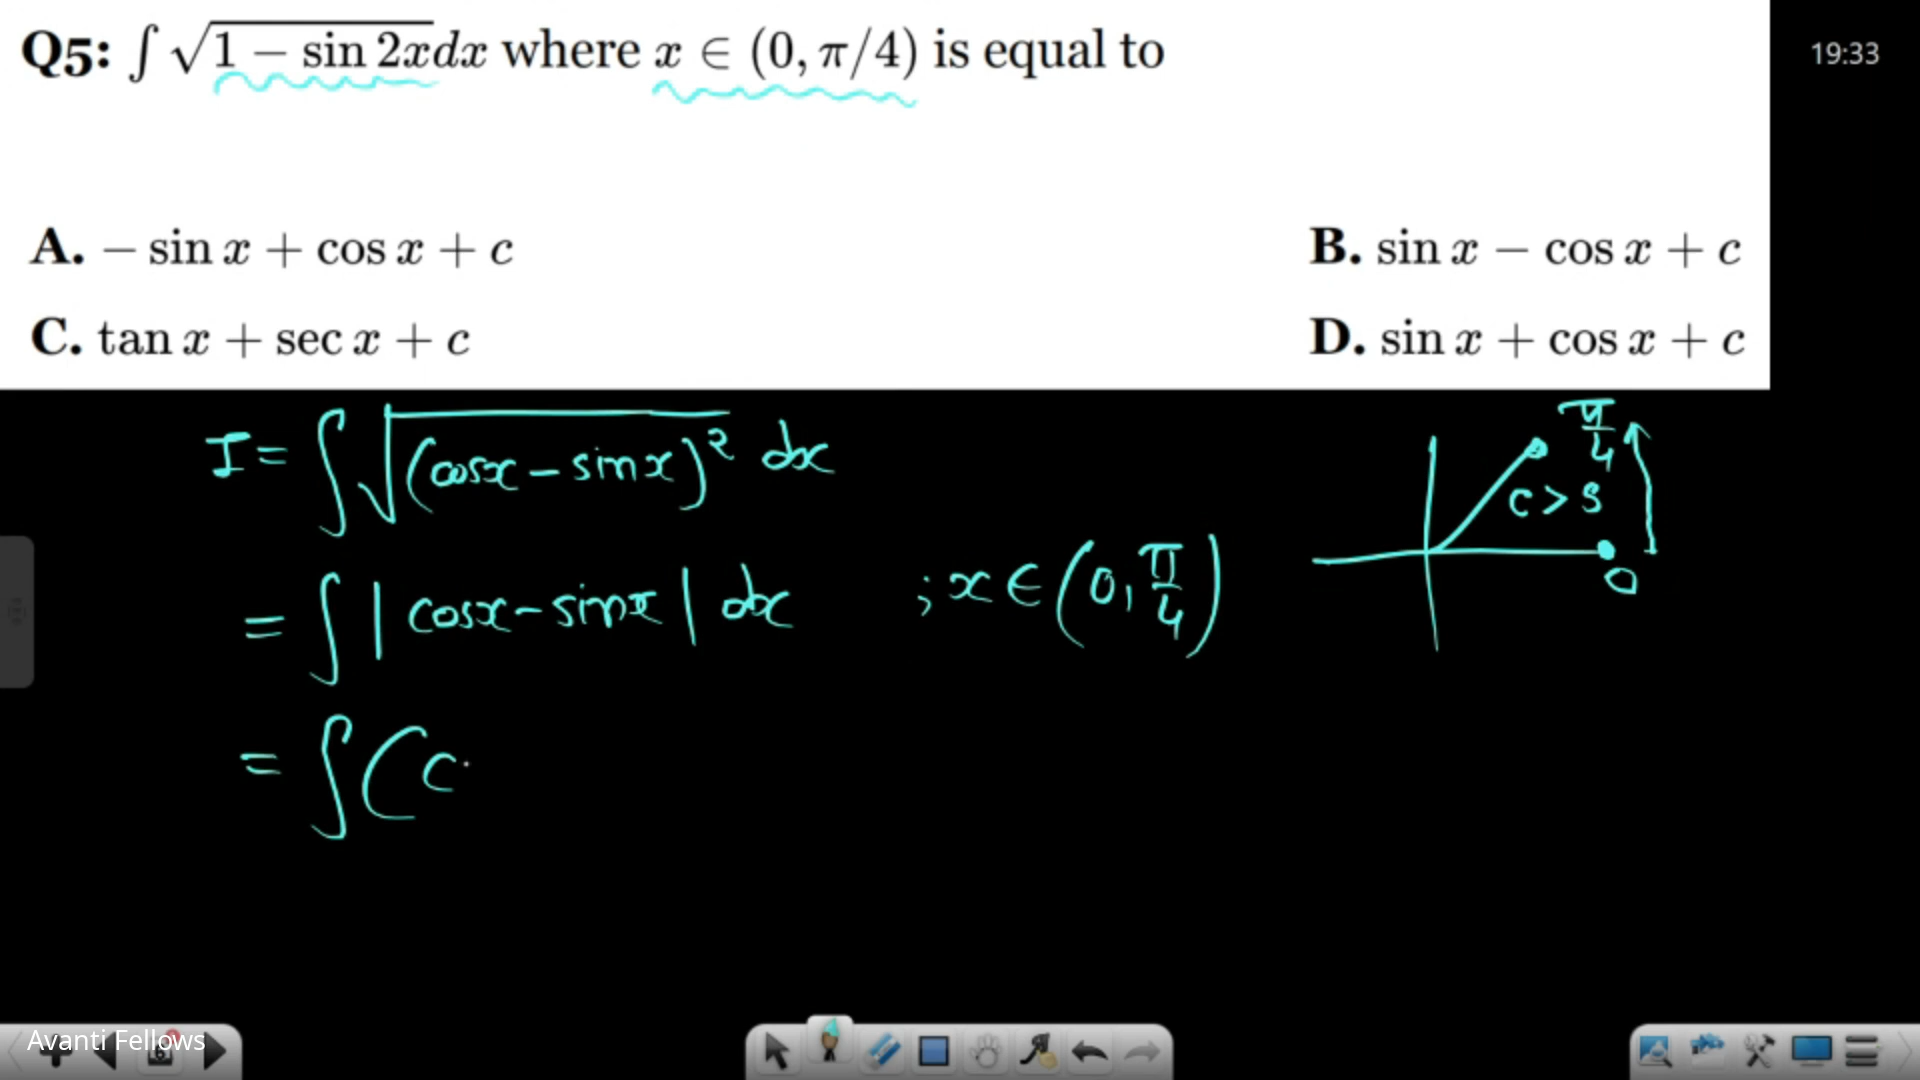 Q5: ∫ √(1 − sin 2x)dx where x ∈ (0, π/4) is equal to
19:33
A. − sin x + cos x + c
B. sin x − cos x + c
C. tan x + sec x + c
D. sin x + cos x + c
I = ∫ √(cosx − sinx)² dx
π/4
C > S
0
= ∫ | cosx − sinx | dx ; x ∈ (0, π/4)
= ∫ (c
Avanti Fellows